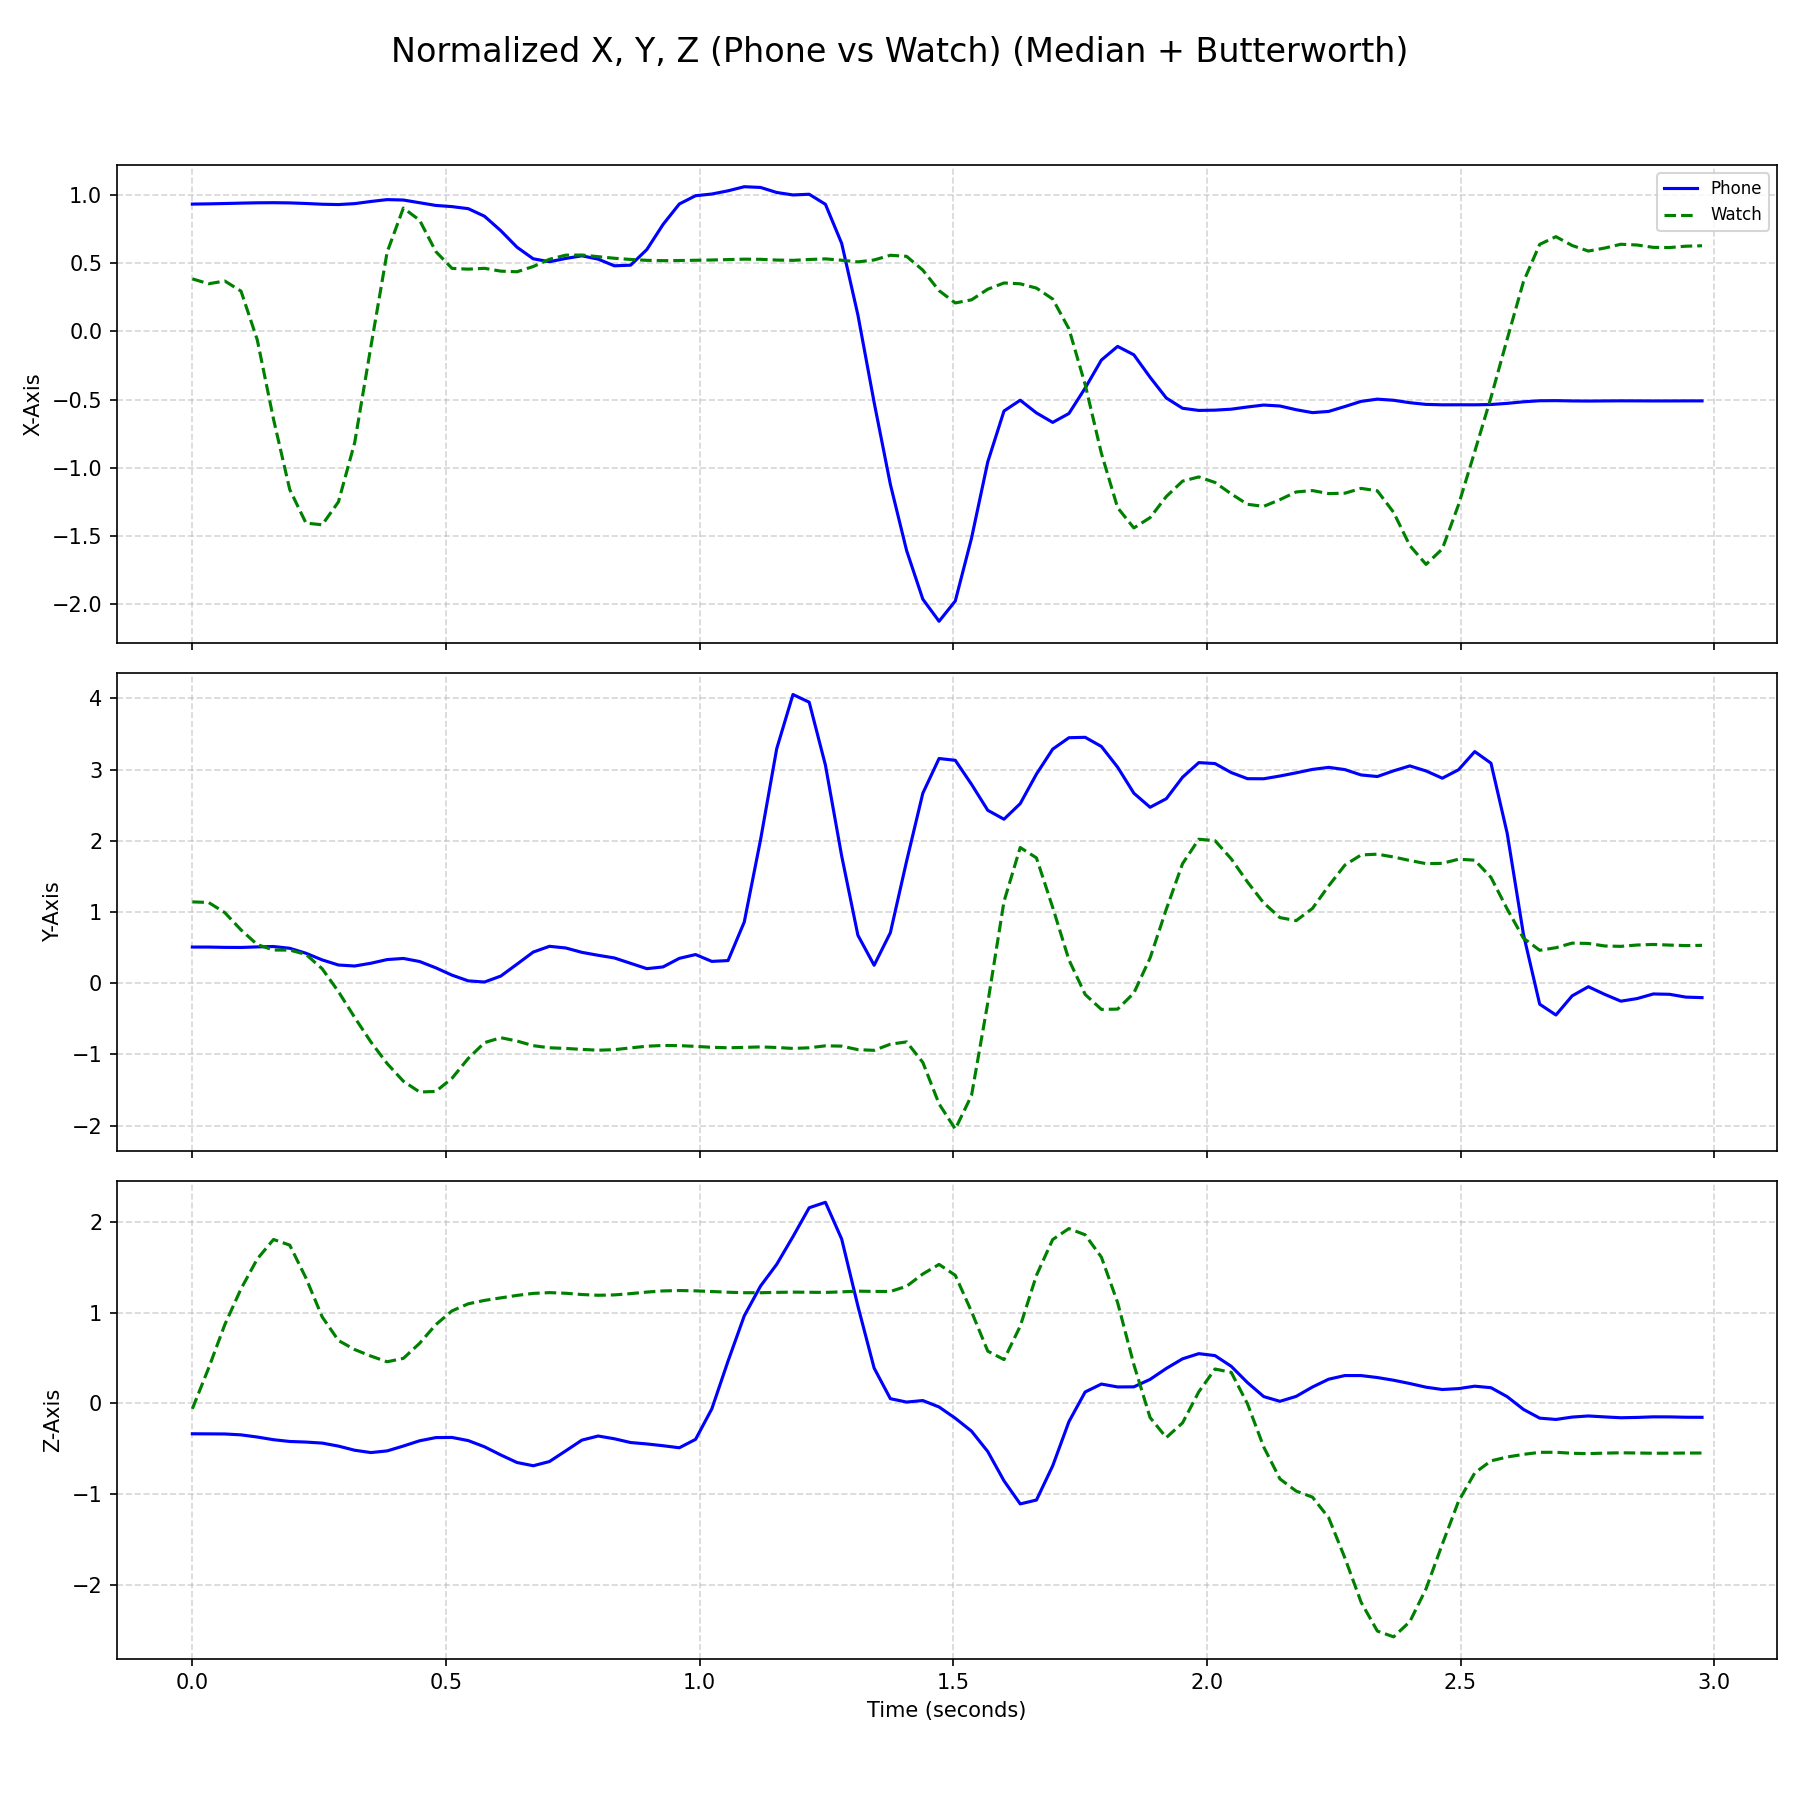 Normalized X, Y, Z (Phone vs Watch) (Median + Butterworth)
Phone
Watch
1.0
0.5
0.0
−0.5
−1.0
−1.5
−2.0
X-Axis
4
3
2
1
0
−1
−2
Y-Axis
2
1
0
−1
−2
Z-Axis
0.0 0.5 1.0 1.5 2.0 2.5 3.0
Time (seconds)